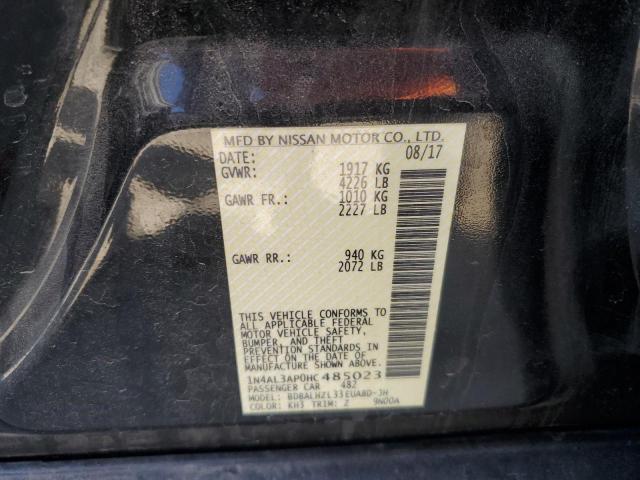 MFD BY NISSAN MOTOR CO., LTD.
DATE: 08/17
GVWR: 1917 KG
4226 LB
GAWR FR.: 1010 KG
2227 LB
GAWR RR.: 940 KG
2072 LB
THIS VEHICLE CONFORMS TO
ALL APPLICABLE FEDERAL
MOTOR VEHICLE SAFETY,
BUMPER, AND THEFT
PREVENTION STANDARDS IN
EFFECT ON THE DATE OF
MANUFACTURE SHOWN ABOVE.
1N4AL3AP0HC485023
PASSENGER CAR 482
MODEL: BDBALHZL33EUA8D-JH
COLOR: KH3 TRIM: Z 9N00A